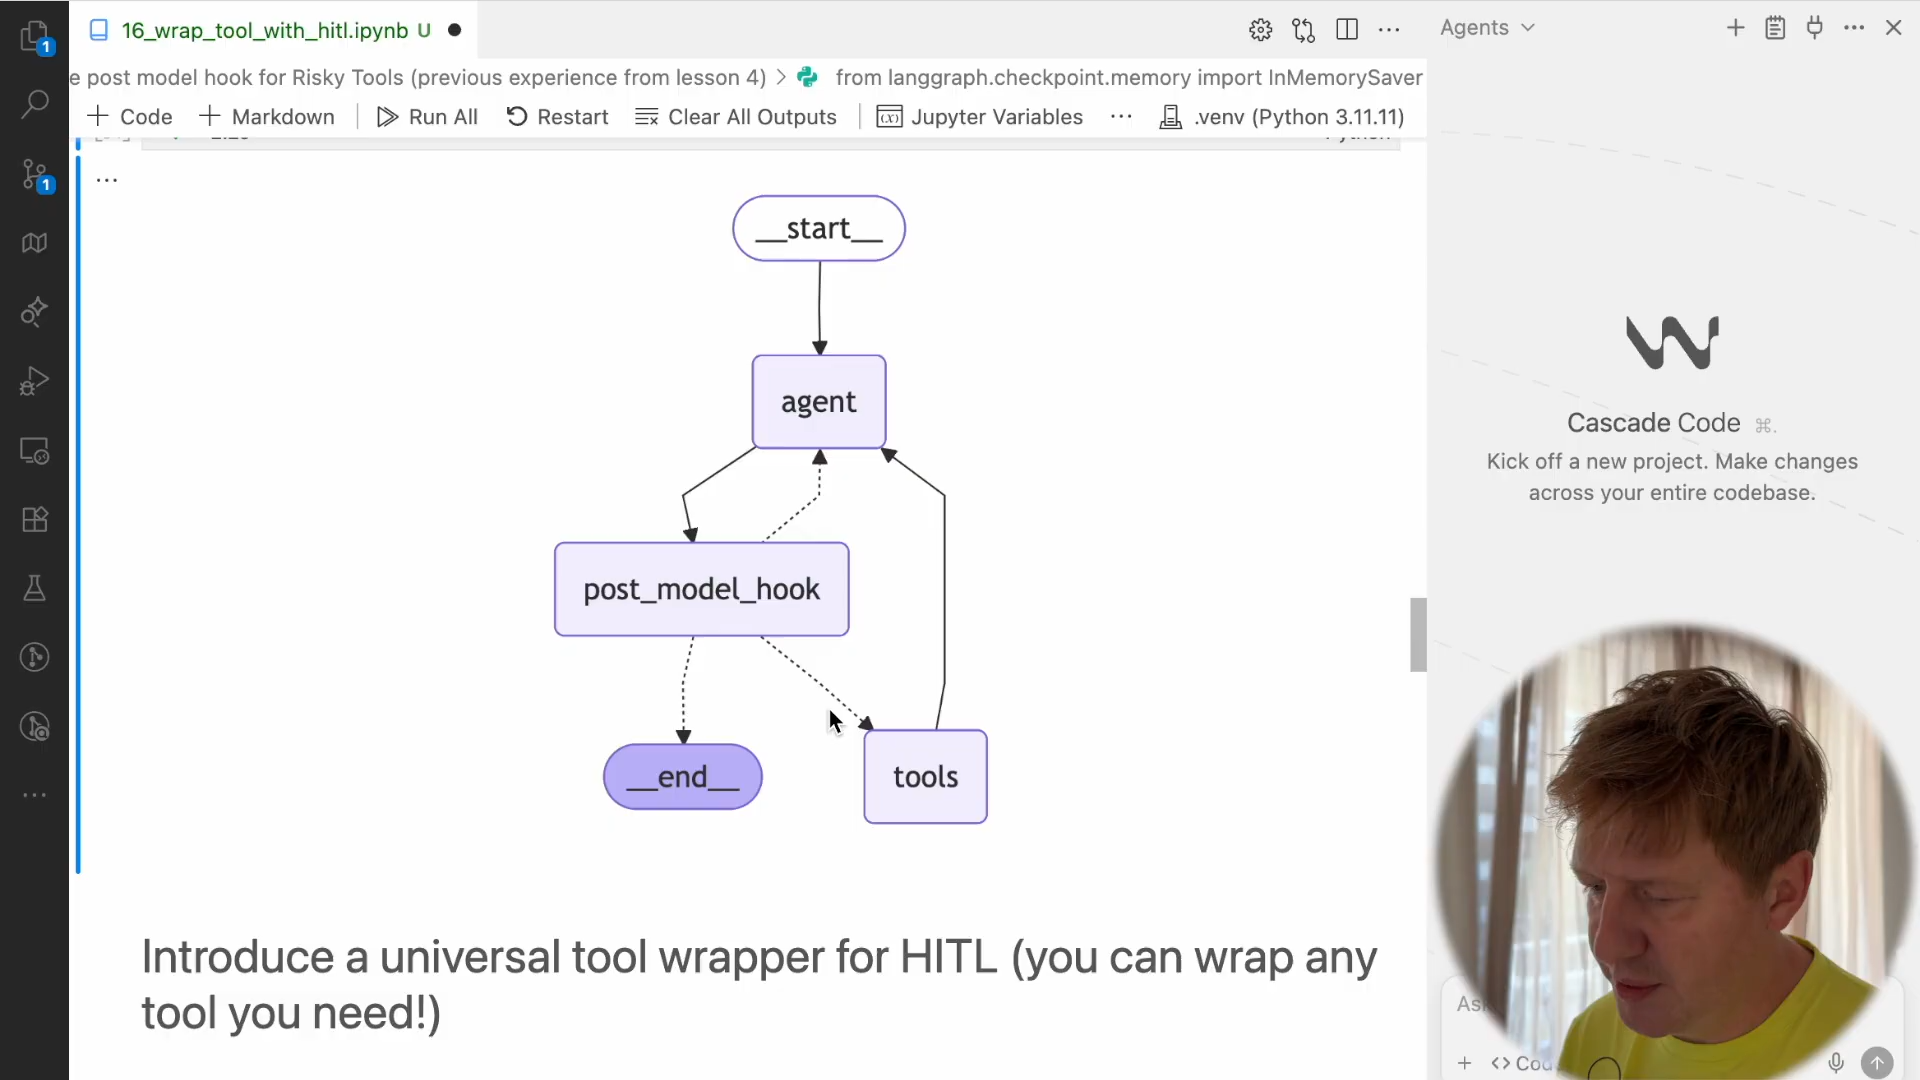 16_wrap_tool_with_hitl.ipynb U
Agents
e post model hook for Risky Tools (previous experience from lesson 4) > from langgraph.checkpoint.memory import InMemorySaver
+ Code + Markdown Run All Restart Clear All Outputs Jupyter Variables ... .venv (Python 3.11.11)
1
1
...
__start__
agent
post_model_hook
__end__
tools
Introduce a universal tool wrapper for HITL (you can wrap any
tool you need!)
Cascade Code ⌘.
Kick off a new project. Make changes
across your entire codebase.